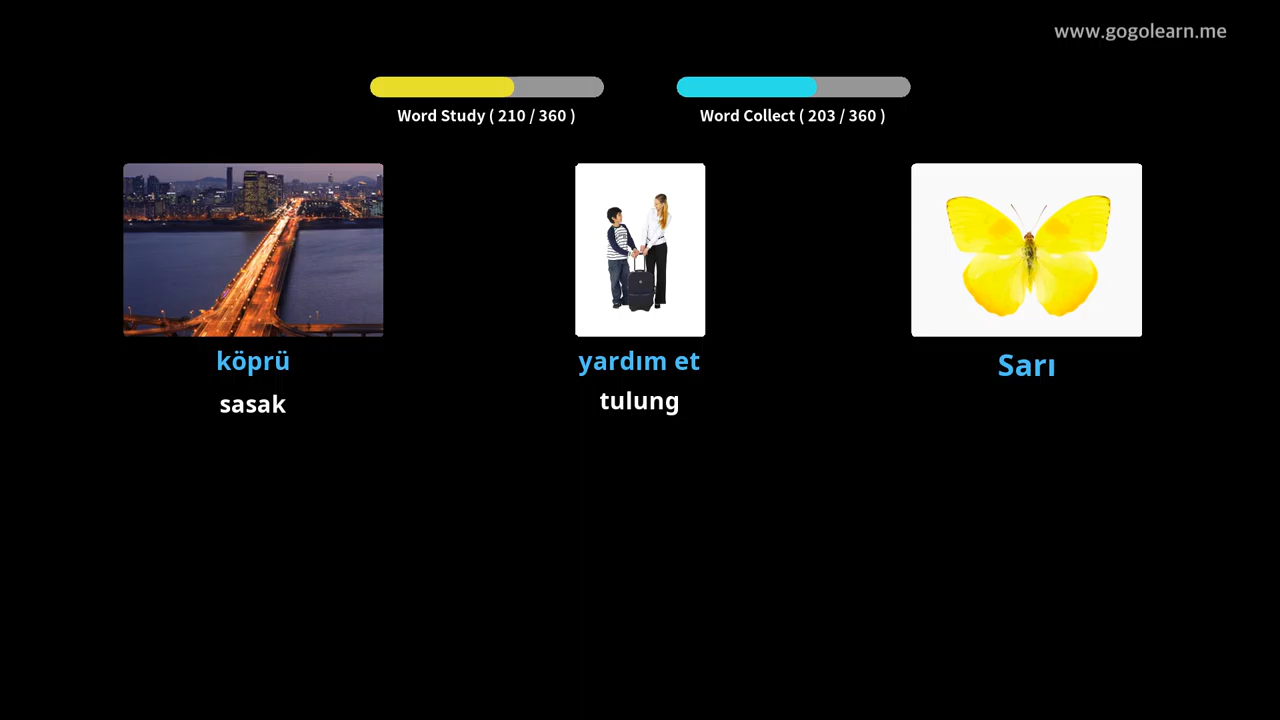 www.gogolearn.me
Word Study ( 210 / 360 )
Word Collect ( 203 / 360 )
köprü
sasak
yardım et
tulung
Sarı